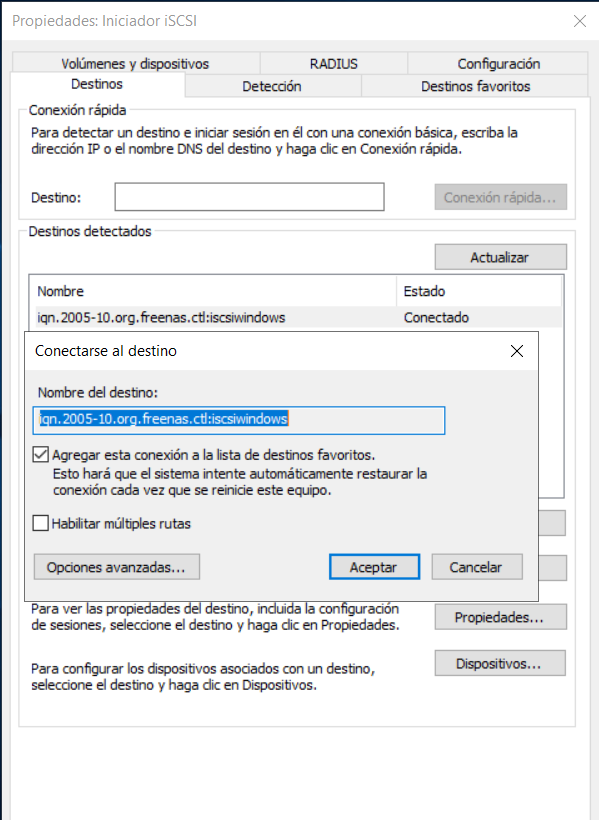 Propiedades: Iniciador iSCSI
Volúmenes y dispositivos
RADIUS
Configuración
Destinos
Detección
Destinos favoritos
Conexión rápida
Para detectar un destino e iniciar sesión en él con una conexión básica, escriba la
dirección IP o el nombre DNS del destino y haga clic en Conexión rápida.
Destino:
Conexión rápida...
Destinos detectados
Actualizar
Nombre
Estado
iqn.2005-10.org.freenas.ctl:iscsiwindows
Conectado
Conectarse al destino
Nombre del destino:
iqn.2005-10.org.freenas.ctl:iscsiwindows
Agregar esta conexión a la lista de destinos favoritos.
Esto hará que el sistema intente automáticamente restaurar la
conexión cada vez que se reinicie este equipo.
Habilitar múltiples rutas
Opciones avanzadas...
Aceptar
Cancelar
Para ver las propiedades del destino, incluida la configuración
de sesiones, seleccione el destino y haga clic en Propiedades.
Propiedades...
Para configurar los dispositivos asociados con un destino,
seleccione el destino y haga clic en Dispositivos.
Dispositivos...